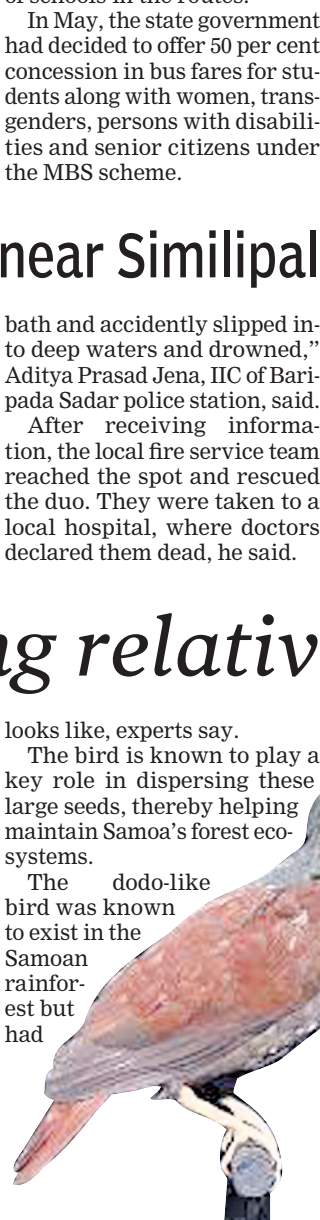 of schools in the routes.
In May, the state government
had decided to offer 50 per cent
concession in bus fares for stu-
dents along with women, trans-
genders, persons with disabili-
ties and senior citizens under
the MBS scheme.
near Similipal
bath and accidently slipped in-
to deep waters and drowned,”
Aditya Prasad Jena, IIC of Bari-
pada Sadar police station, said.
After receiving informa-
tion, the local fire service team
reached the spot and rescued
the duo. They were taken to a
local hospital, where doctors
declared them dead, he said.
ng relativ
looks like, experts say.
The bird is known to play a
key role in dispersing these
large seeds, thereby helping
maintain Samoa’s forest eco-
systems.
The dodo-like
bird was known
to exist in the
Samoan
rainfor-
est but
had